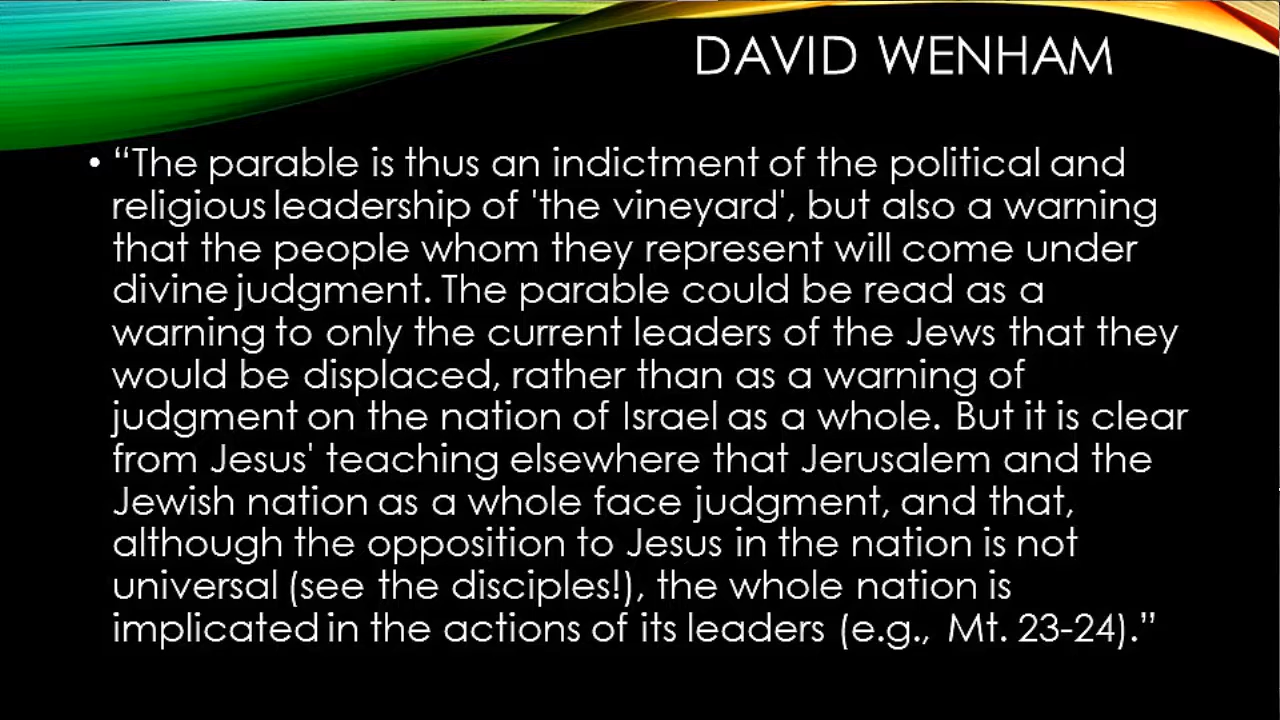 DAVID WENHAM
• “The parable is thus an indictment of the political and
religious leadership of 'the vineyard', but also a warning
that the people whom they represent will come under
divine judgment. The parable could be read as a
warning to only the current leaders of the Jews that they
would be displaced, rather than as a warning of
judgment on the nation of Israel as a whole. But it is clear
from Jesus' teaching elsewhere that Jerusalem and the
Jewish nation as a whole face judgment, and that,
although the opposition to Jesus in the nation is not
universal (see the disciples!), the whole nation is
implicated in the actions of its leaders (e.g., Mt. 23-24).”